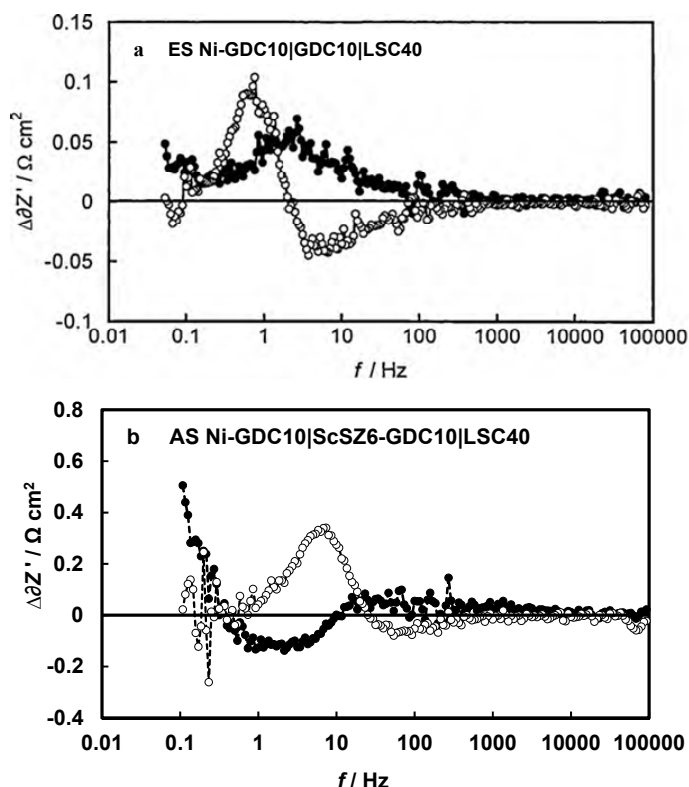 0.15
a ES Ni-GDC10|GDC10|LSC40
0.1
0.05
0
-0.05
-0.1
Δ∂Z' / Ω cm²
0.01 0.1 1 10 100 1000 10000 100000
f / Hz
0.8
b AS Ni-GDC10|ScSZ6-GDC10|LSC40
0.6
0.4
0.2
0
-0.2
-0.4
Δ∂Z' / Ω cm²
0.01 0.1 1 10 100 1000 10000 100000
f / Hz